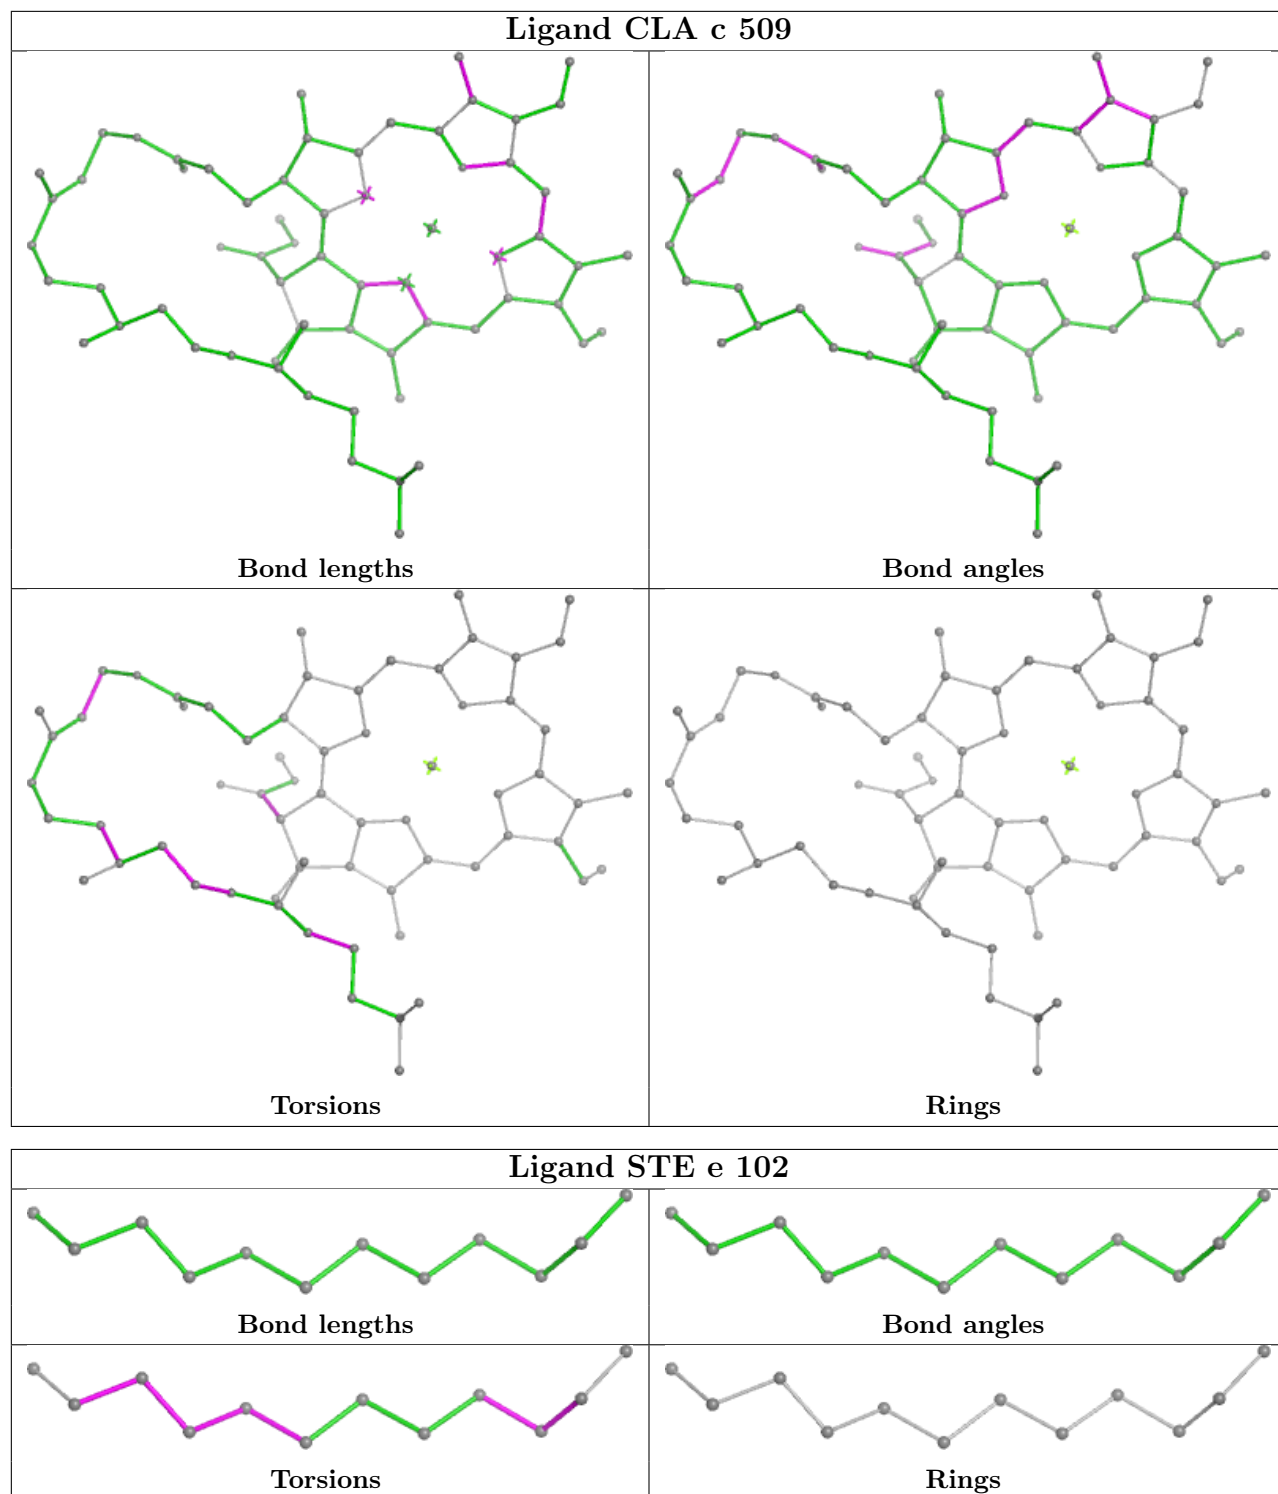 Ligand CLA c 509
Bond lengths
Bond angles
Torsions
Rings
Ligand STE e 102
Bond lengths
Bond angles
Torsions
Rings